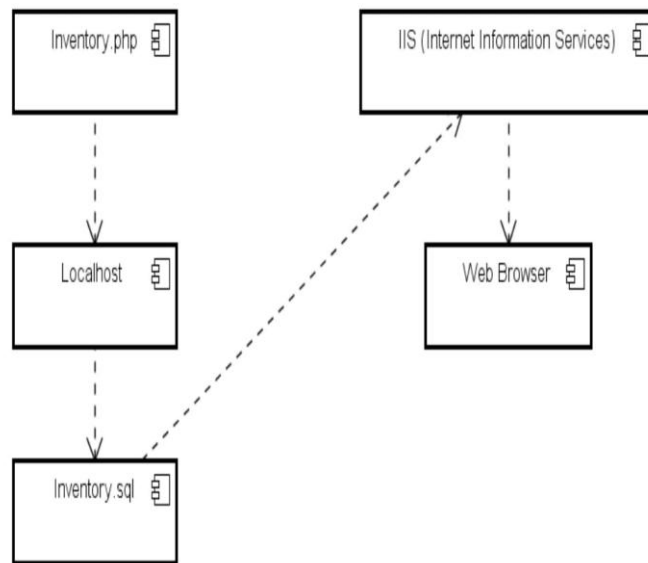 Inventory.php
IIS (Internet Information Services)
Localhost
Web Browser
Inventory.sql